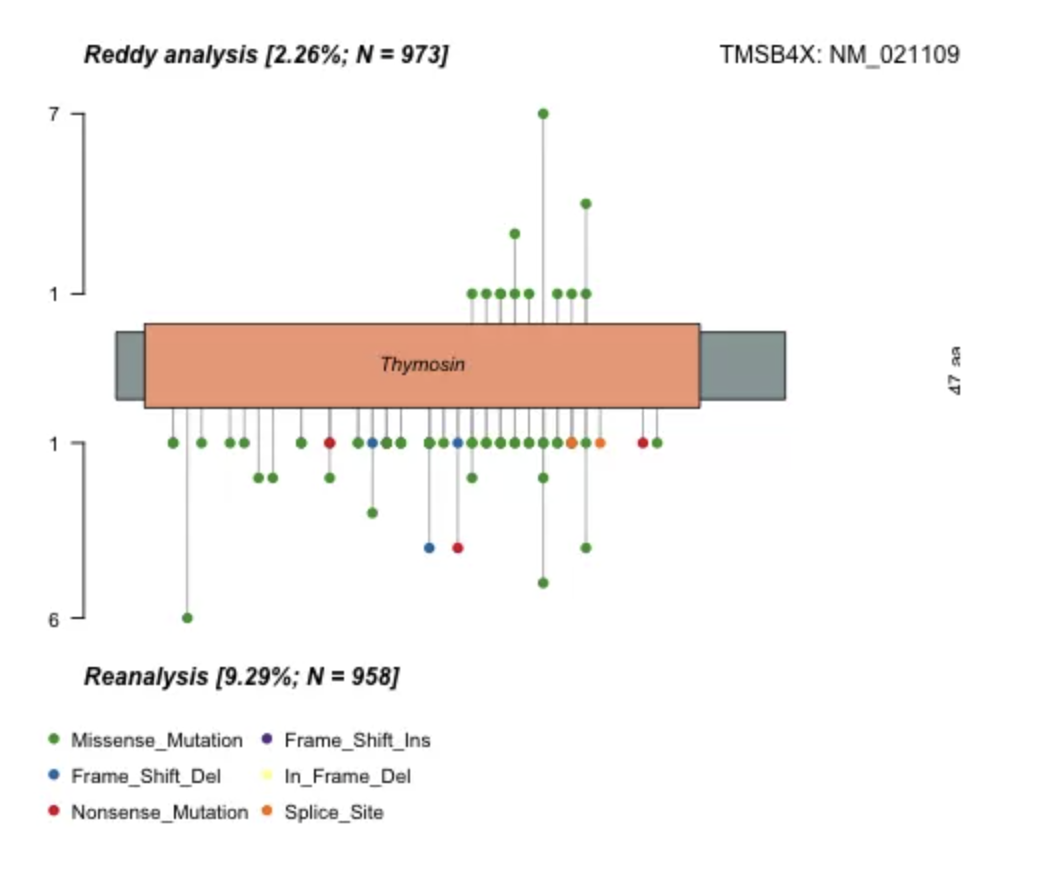 Reddy analysis [2.26%; N = 973]
TMSB4X: NM_021109
7
1
Thymosin
47 aa
1
6
Reanalysis [9.29%; N = 958]
Missense_Mutation
Frame_Shift_Ins
Frame_Shift_Del
In_Frame_Del
Nonsense_Mutation
Splice_Site